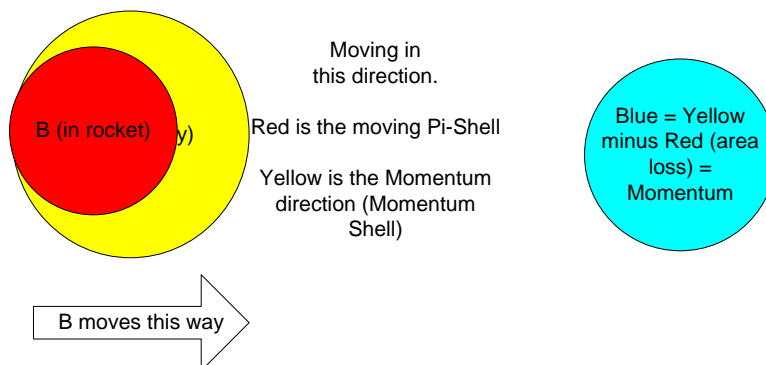 Moving in
this direction.
B (in rocket)
y)
Red is the moving Pi-Shell
Yellow is the Momentum
direction (Momentum
Shell)
Blue = Yellow
minus Red (area
loss) =
Momentum
B moves this way